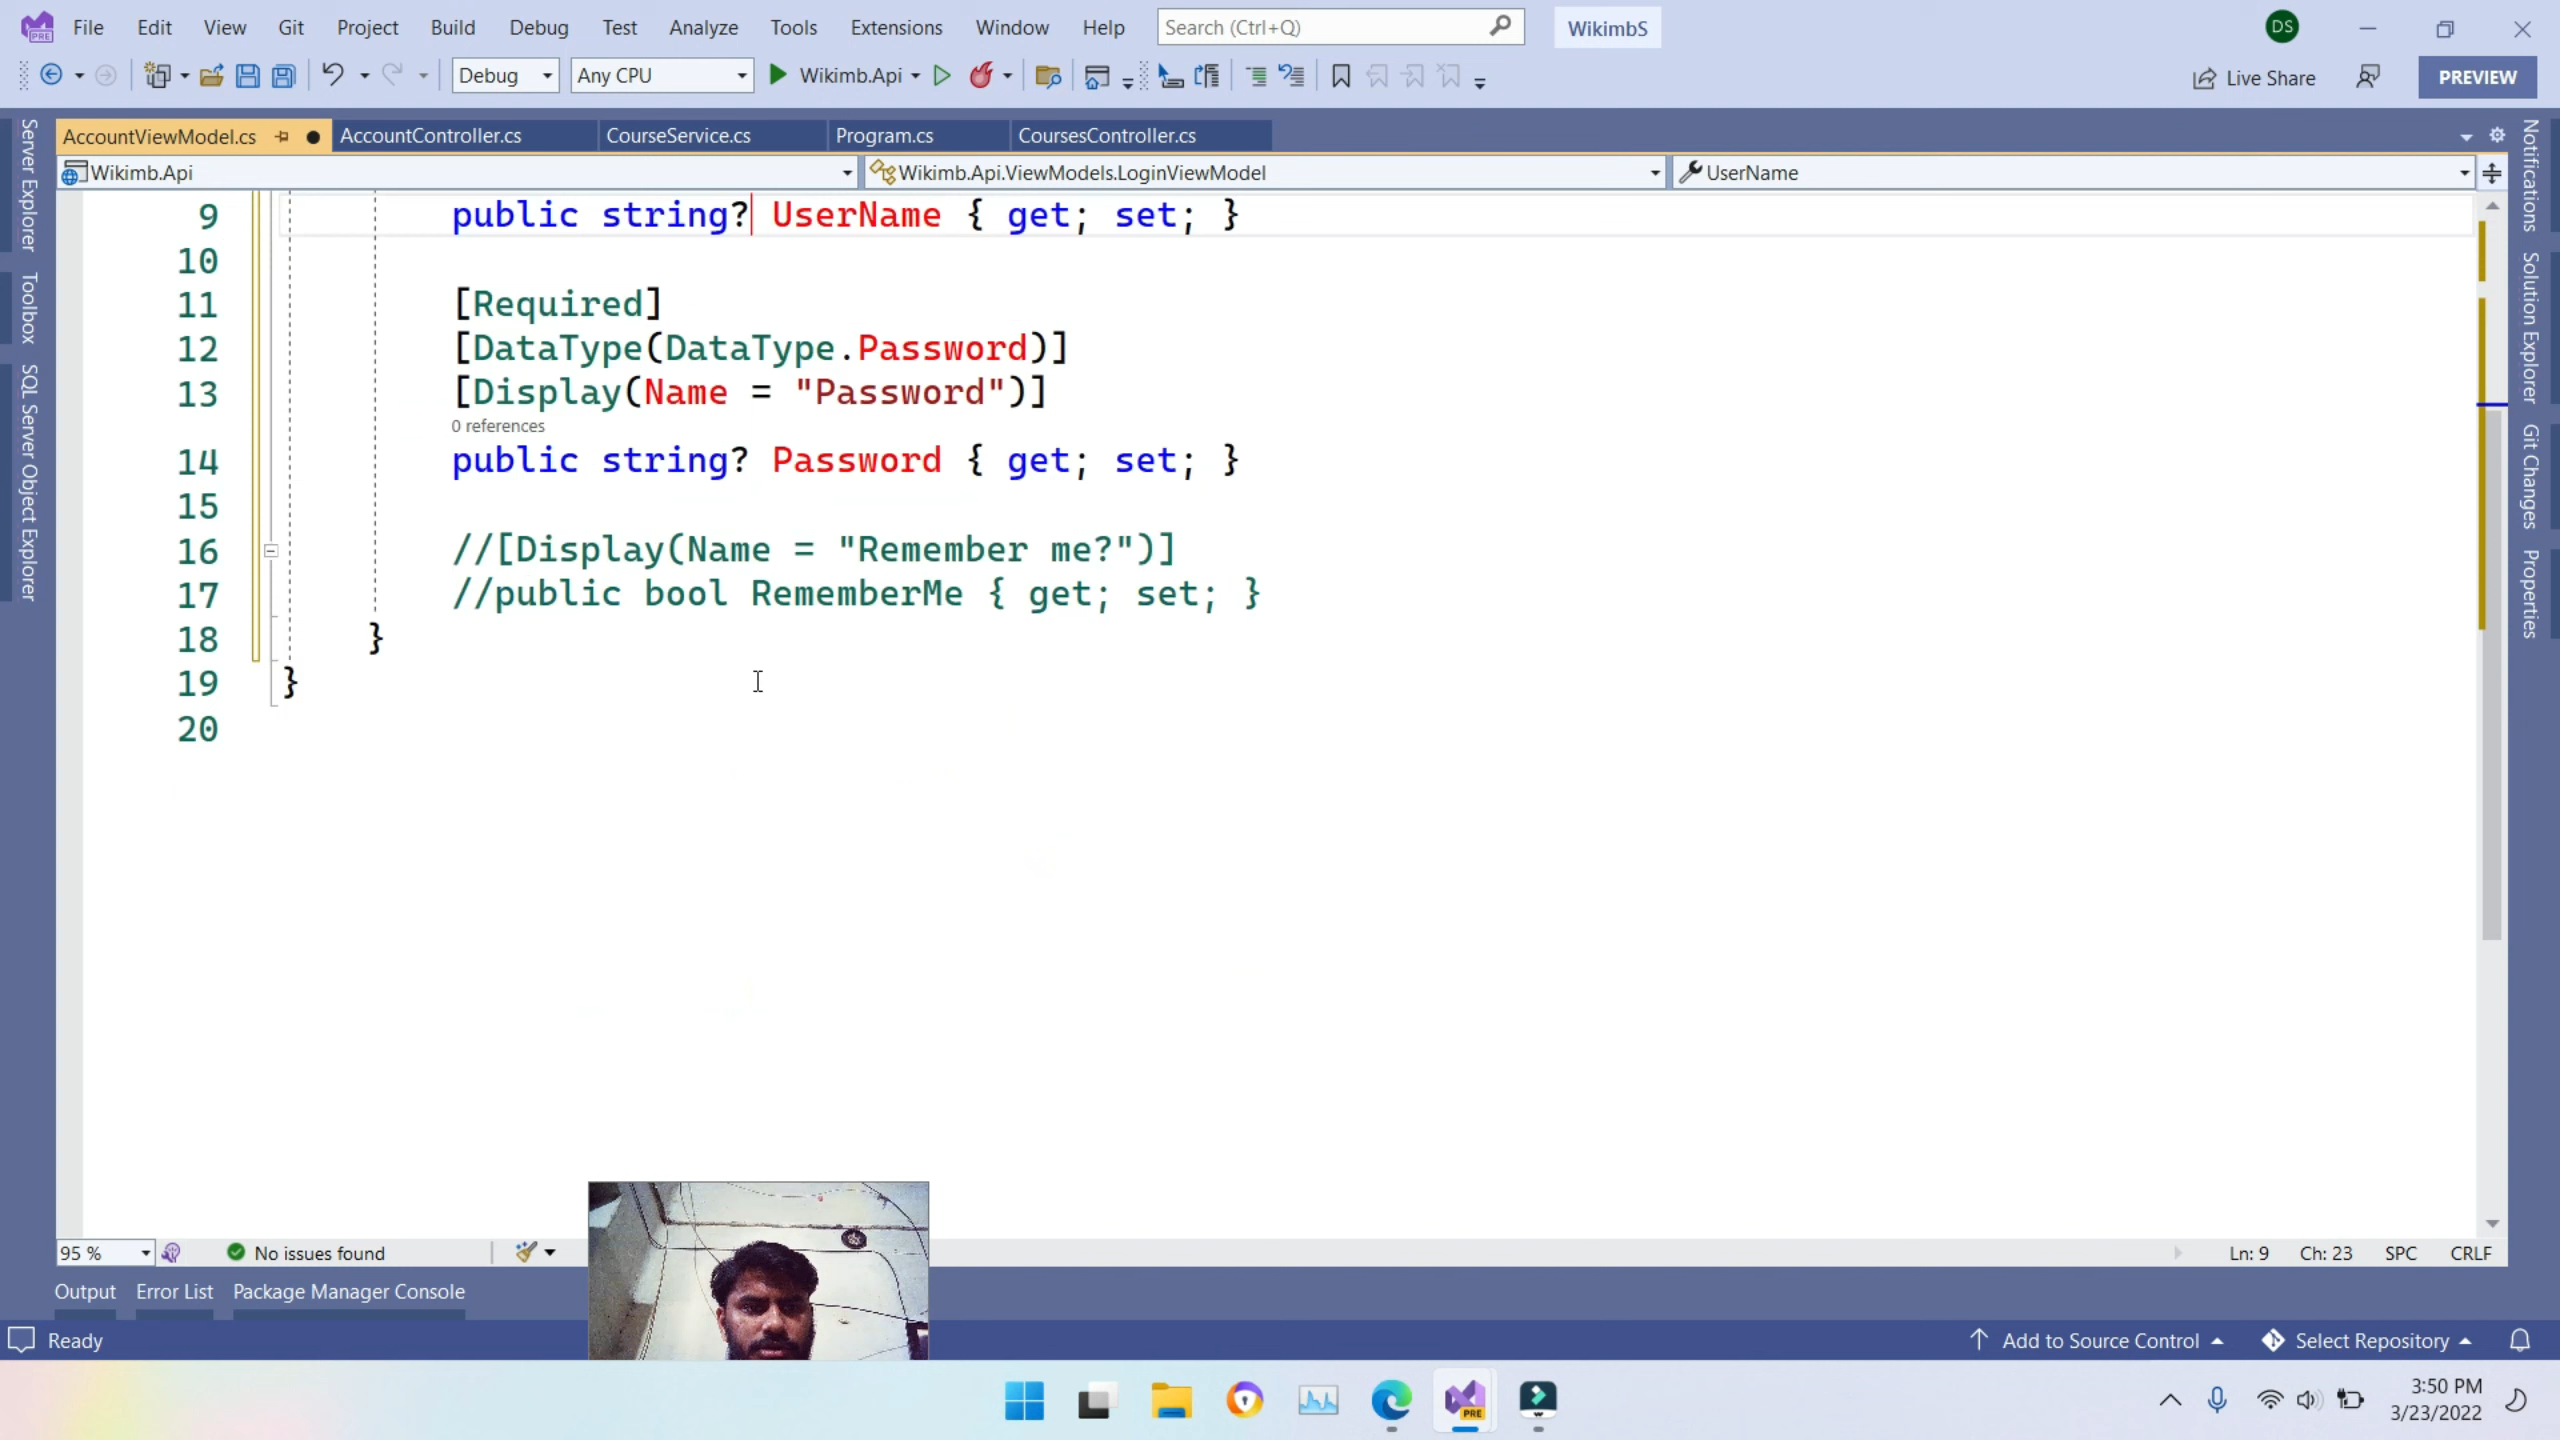 File Edit View Git Project Build Debug Test Analyze Tools Extensions Window Help Search (Ctrl+Q) WikimbS DS
Debug Any CPU Wikimb.Api Live Share PREVIEW
AccountViewModel.cs AccountController.cs CourseService.cs Program.cs CoursesController.cs
Wikimb.Api Wikimb.Api.ViewModels.LoginViewModel UserName
Server Explorer
Toolbox
SQL Server Object Explorer
9 public string? UserName { get; set; }
10
11 [Required]
12 [DataType(DataType.Password)]
13 [Display(Name = "Password")]
0 references
14 public string? Password { get; set; }
15
16 //[Display(Name = "Remember me?")]
17 //public bool RememberMe { get; set; }
18 }
19 }
20
Notifications
Solution Explorer
Git Changes
Properties
95 % No issues found Ln: 9 Ch: 23 SPC CRLF
Output Error List Package Manager Console
Ready Add to Source Control Select Repository
PRE
3:50 PM
3/23/2022